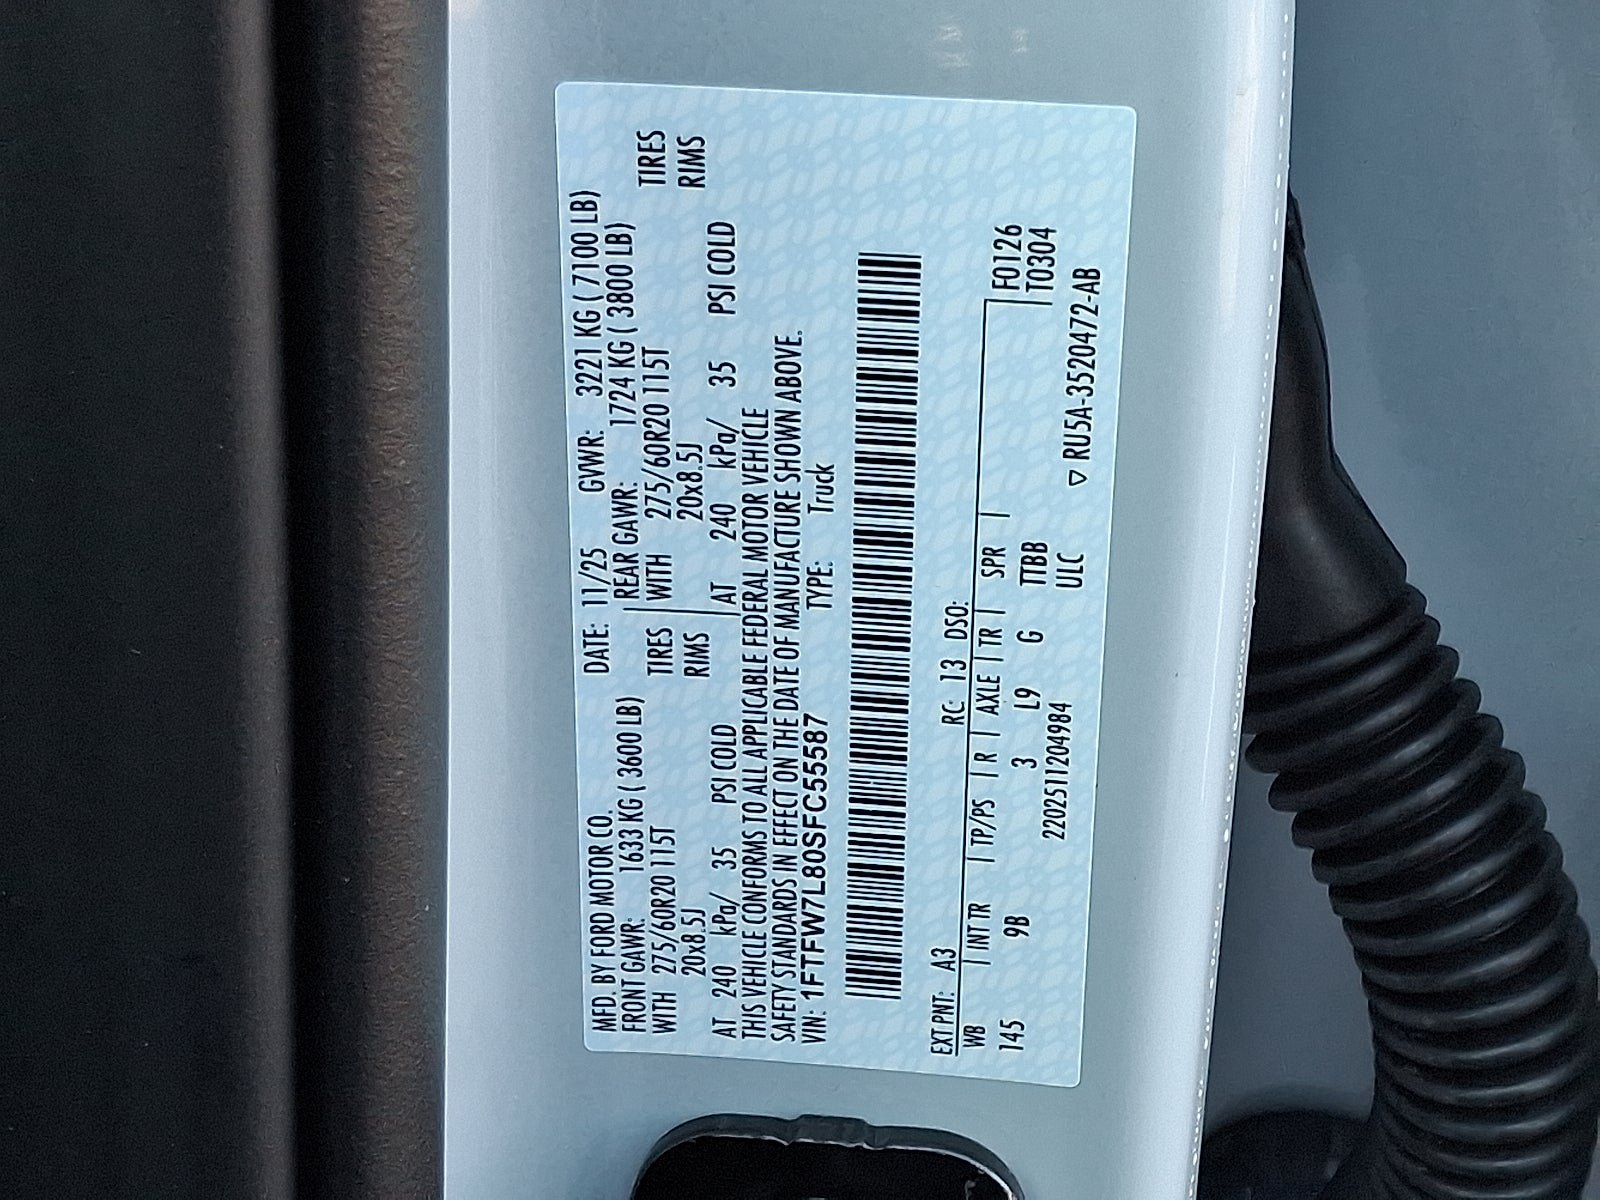 MFD. BY FORD MOTOR CO. DATE: 11/25 GVWR: 3221 KG ( 7100 LB)
FRONT GAWR: 1633 KG ( 3600 LB) REAR GAWR: 1724 KG ( 3800 LB)
WITH 275/60R20 115T TIRES WITH 275/60R20 115T TIRES
20x8.5J RIMS 20x8.5J RIMS
AT 240 kPa/ 35 PSI COLD AT 240 kPa/ 35 PSI COLD
THIS VEHICLE CONFORMS TO ALL APPLICABLE FEDERAL MOTOR VEHICLE
SAFETY STANDARDS IN EFFECT ON THE DATE OF MANUFACTURE SHOWN ABOVE.
VIN: 1FTFW7L80SFC55587 TYPE: Truck
EXT PNT: A3 RC: 13 DSO:
WB | INT TR | TP/PS | R | AXLE | TR | SPR | F0126
145 9B 3 L9 G TTBB T0304
2202511204984 ULC ▽ RU5A-3520472-AB